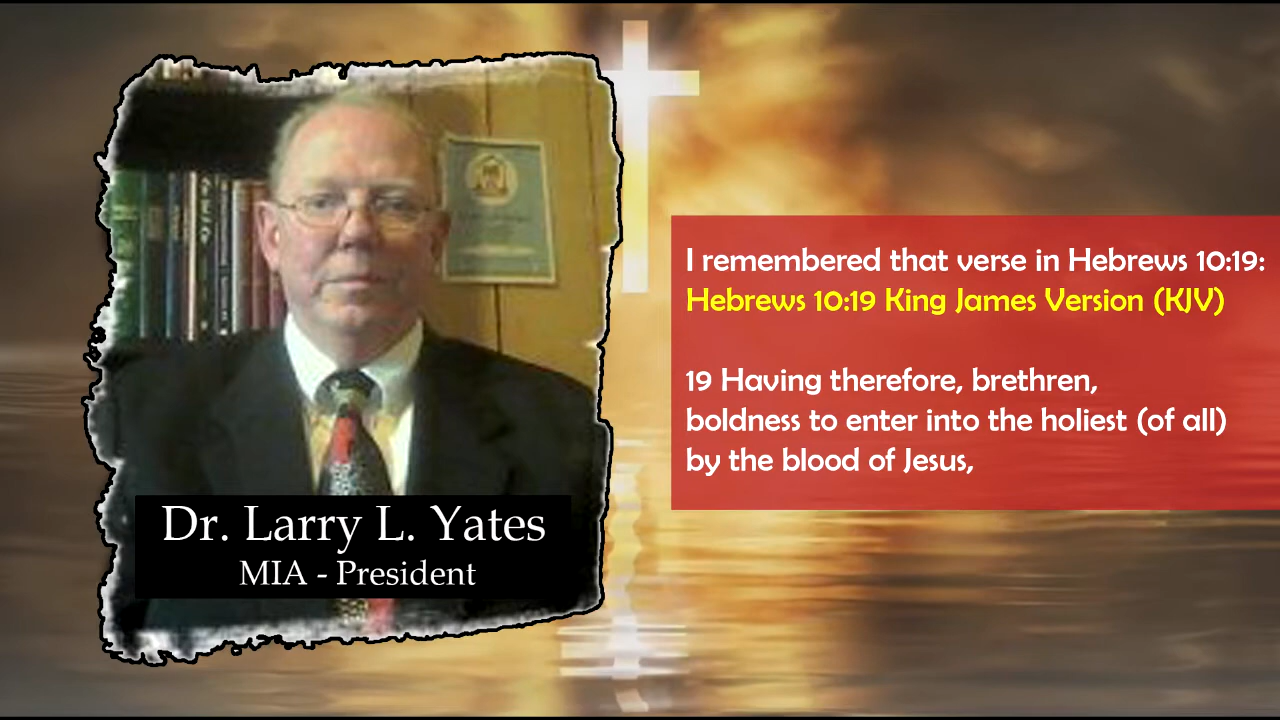 Dr. Larry L. Yates
MIA - President
I remembered that verse in Hebrews 10:19:
Hebrews 10:19 King James Version (KJV)
19 Having therefore, brethren,
boldness to enter into the holiest (of all)
by the blood of Jesus,